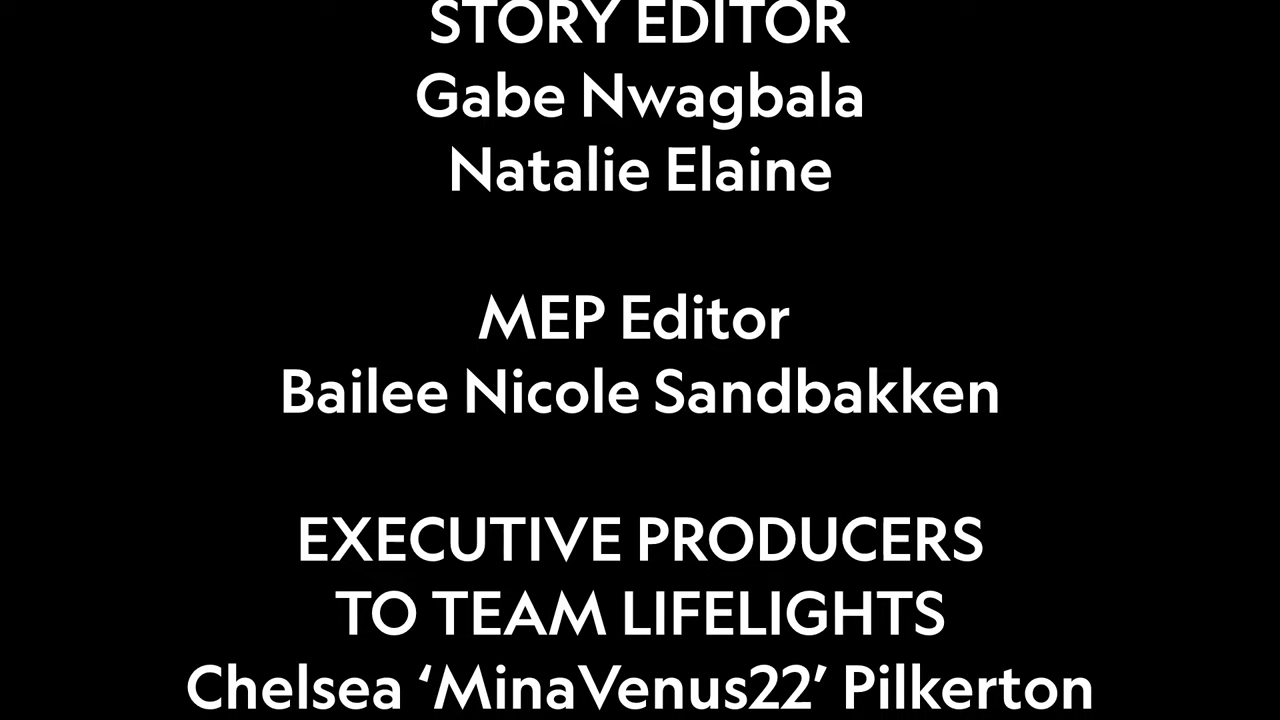 STORY EDITOR
Gabe Nwagbala
Natalie Elaine
MEP Editor
Bailee Nicole Sandbakken
EXECUTIVE PRODUCERS
TO TEAM LIFELIGHTS
Chelsea ‘MinaVenus22’ Pilkerton